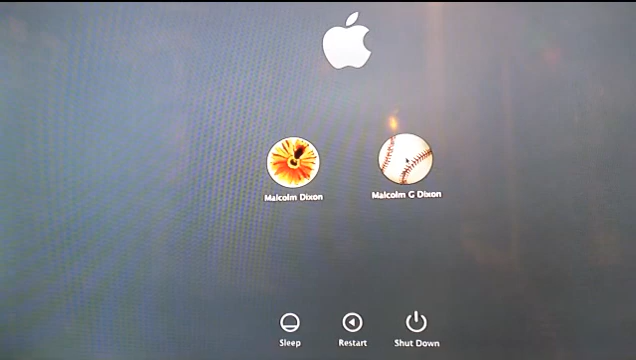 Malcolm Dixon
Malcolm G Dixon
Sleep
Restart
Shut Down